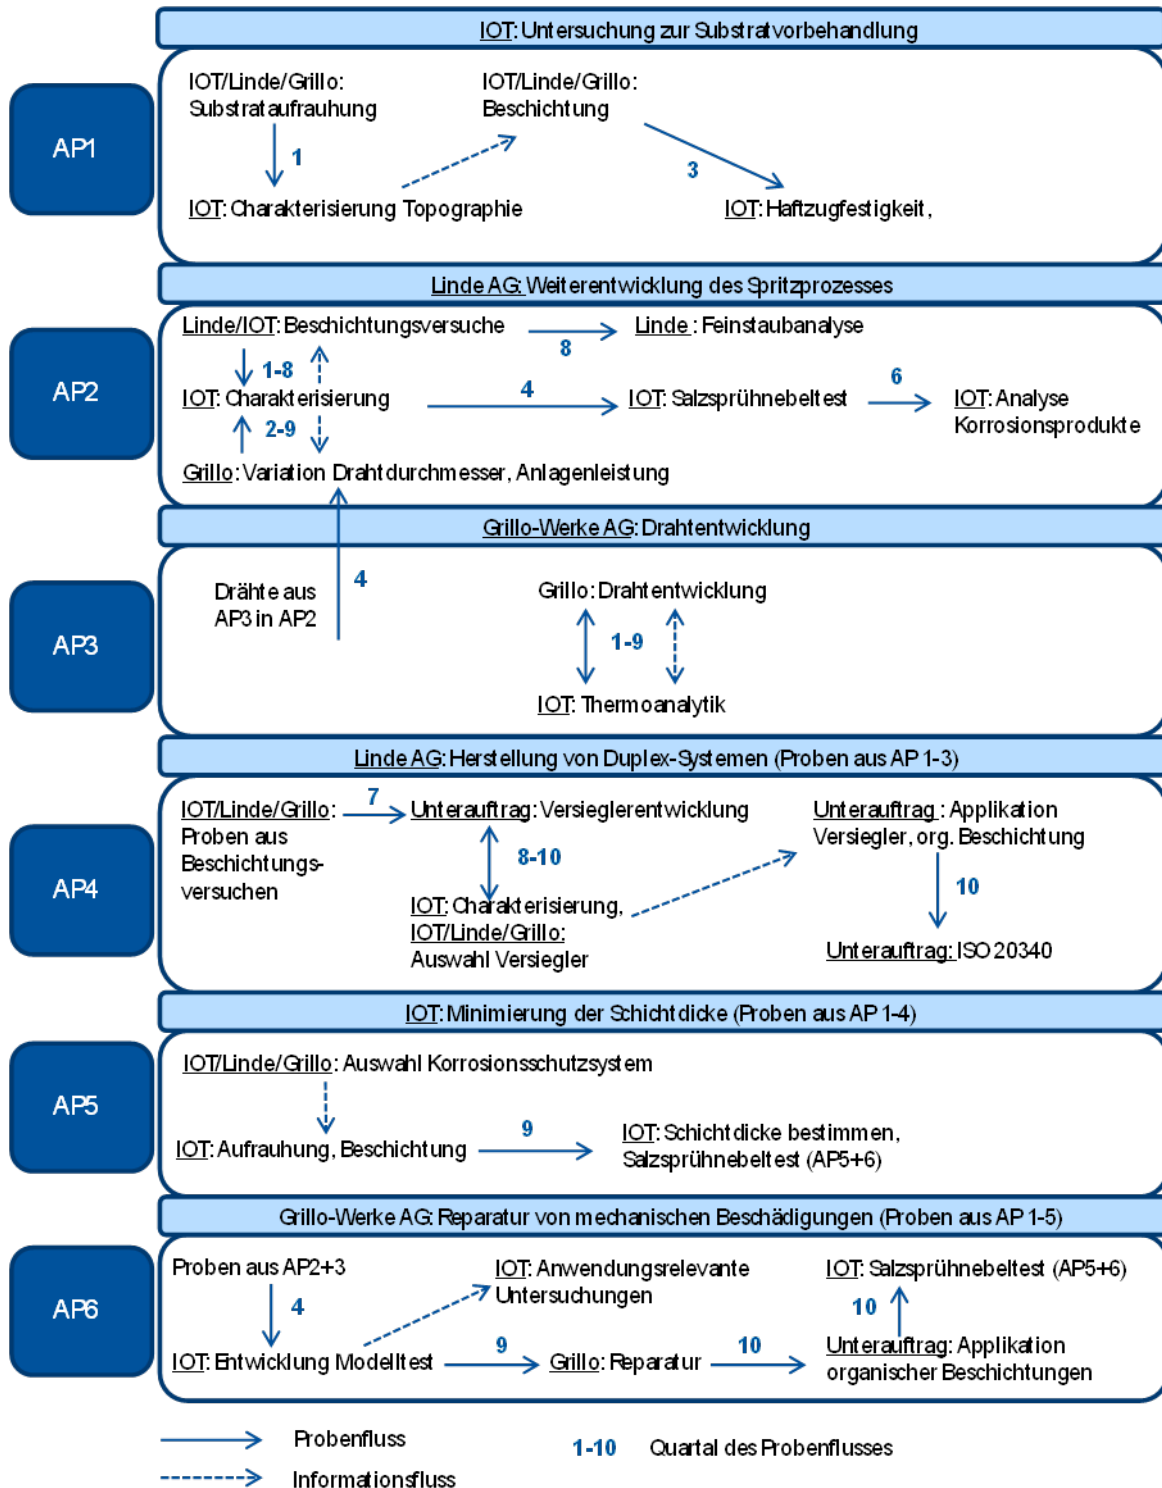 IOT: Untersuchung zur Substratvorbehandlung
AP1
IOT/Linde/Grillo:
Substrataufrauhung
IOT/Linde/Grillo:
Beschichtung
1
3
IOT: Charakterisierung Topographie
IOT: Haftzugfestigkeit,
Linde AG: Weiterentwicklung des Spritzprozesses
AP2
Linde/IOT: Beschichtungsversuche
8
Linde : Feinstaubanalyse
1-8
IOT: Charakterisierung
4
IOT: Salzsprühnebeltest
6
IOT: Analyse
Korrosionsprodukte
2-9
Grillo: Variation Drahtdurchmesser, Anlagenleistung
Grillo-Werke AG: Drahtentwicklung
AP3
Drähte aus
AP3 in AP2
4
Grillo: Drahtentwicklung
1-9
IOT: Thermoanalytik
Linde AG: Herstellung von Duplex-Systemen (Proben aus AP 1-3)
AP4
IOT/Linde/Grillo:
Proben aus
Beschichtungs-
versuchen
7
Unterauftrag: Versieglerentwicklung
8-10
IOT: Charakterisierung,
IOT/Linde/Grillo:
Auswahl Versiegler
Unterauftrag : Applikation
Versiegler, org. Beschichtung
10
Unterauftrag: ISO 20340
IOT: Minimierung der Schichtdicke (Proben aus AP 1-4)
AP5
IOT/Linde/Grillo: Auswahl Korrosionsschutzsystem
IOT: Aufrauhung, Beschichtung
9
IOT: Schichtdicke bestimmen,
Salzsprühnebeltest (AP5+6)
Grillo-Werke AG: Reparatur von mechanischen Beschädigungen (Proben aus AP 1-5)
AP6
Proben aus AP2+3
4
IOT: Entwicklung Modelltest
IOT: Anwendungsrelevante
Untersuchungen
9
Grillo: Reparatur
10
IOT: Salzsprühnebeltest (AP5+6)
10
Unterauftrag: Applikation
organischer Beschichtungen
Probenfluss
1-10 Quartal des Probenflusses
Informationsfluss